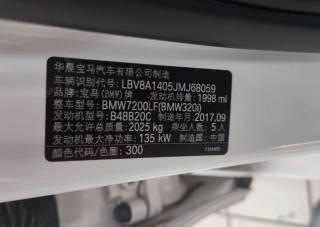 华晨宝马汽车有限公司制造
车辆识别代号: LBV8A1405JMJ68059
品牌: 宝马(BMW)牌 发动机排量: 1998 ml
整车型号: BMW7200LF(BMW320i)
发动机型号: B48B20C 制造年月: 2017.09
最大允许总质量: 2025 kg 乘坐人数: 5 人
发动机最大净功率: 135 kW 制造国: 中国
颜色代码/色圈: 300